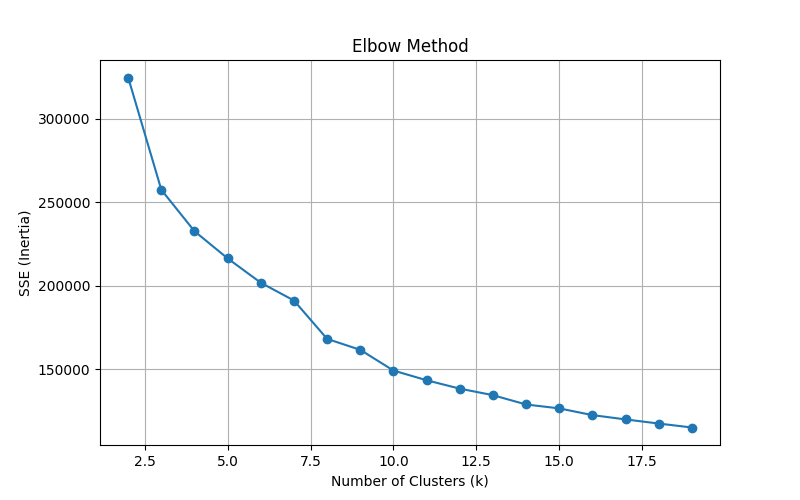 Elbow Method
300000
250000
200000
150000
SSE (Inertia)
2.5 5.0 7.5 10.0 12.5 15.0 17.5
Number of Clusters (k)